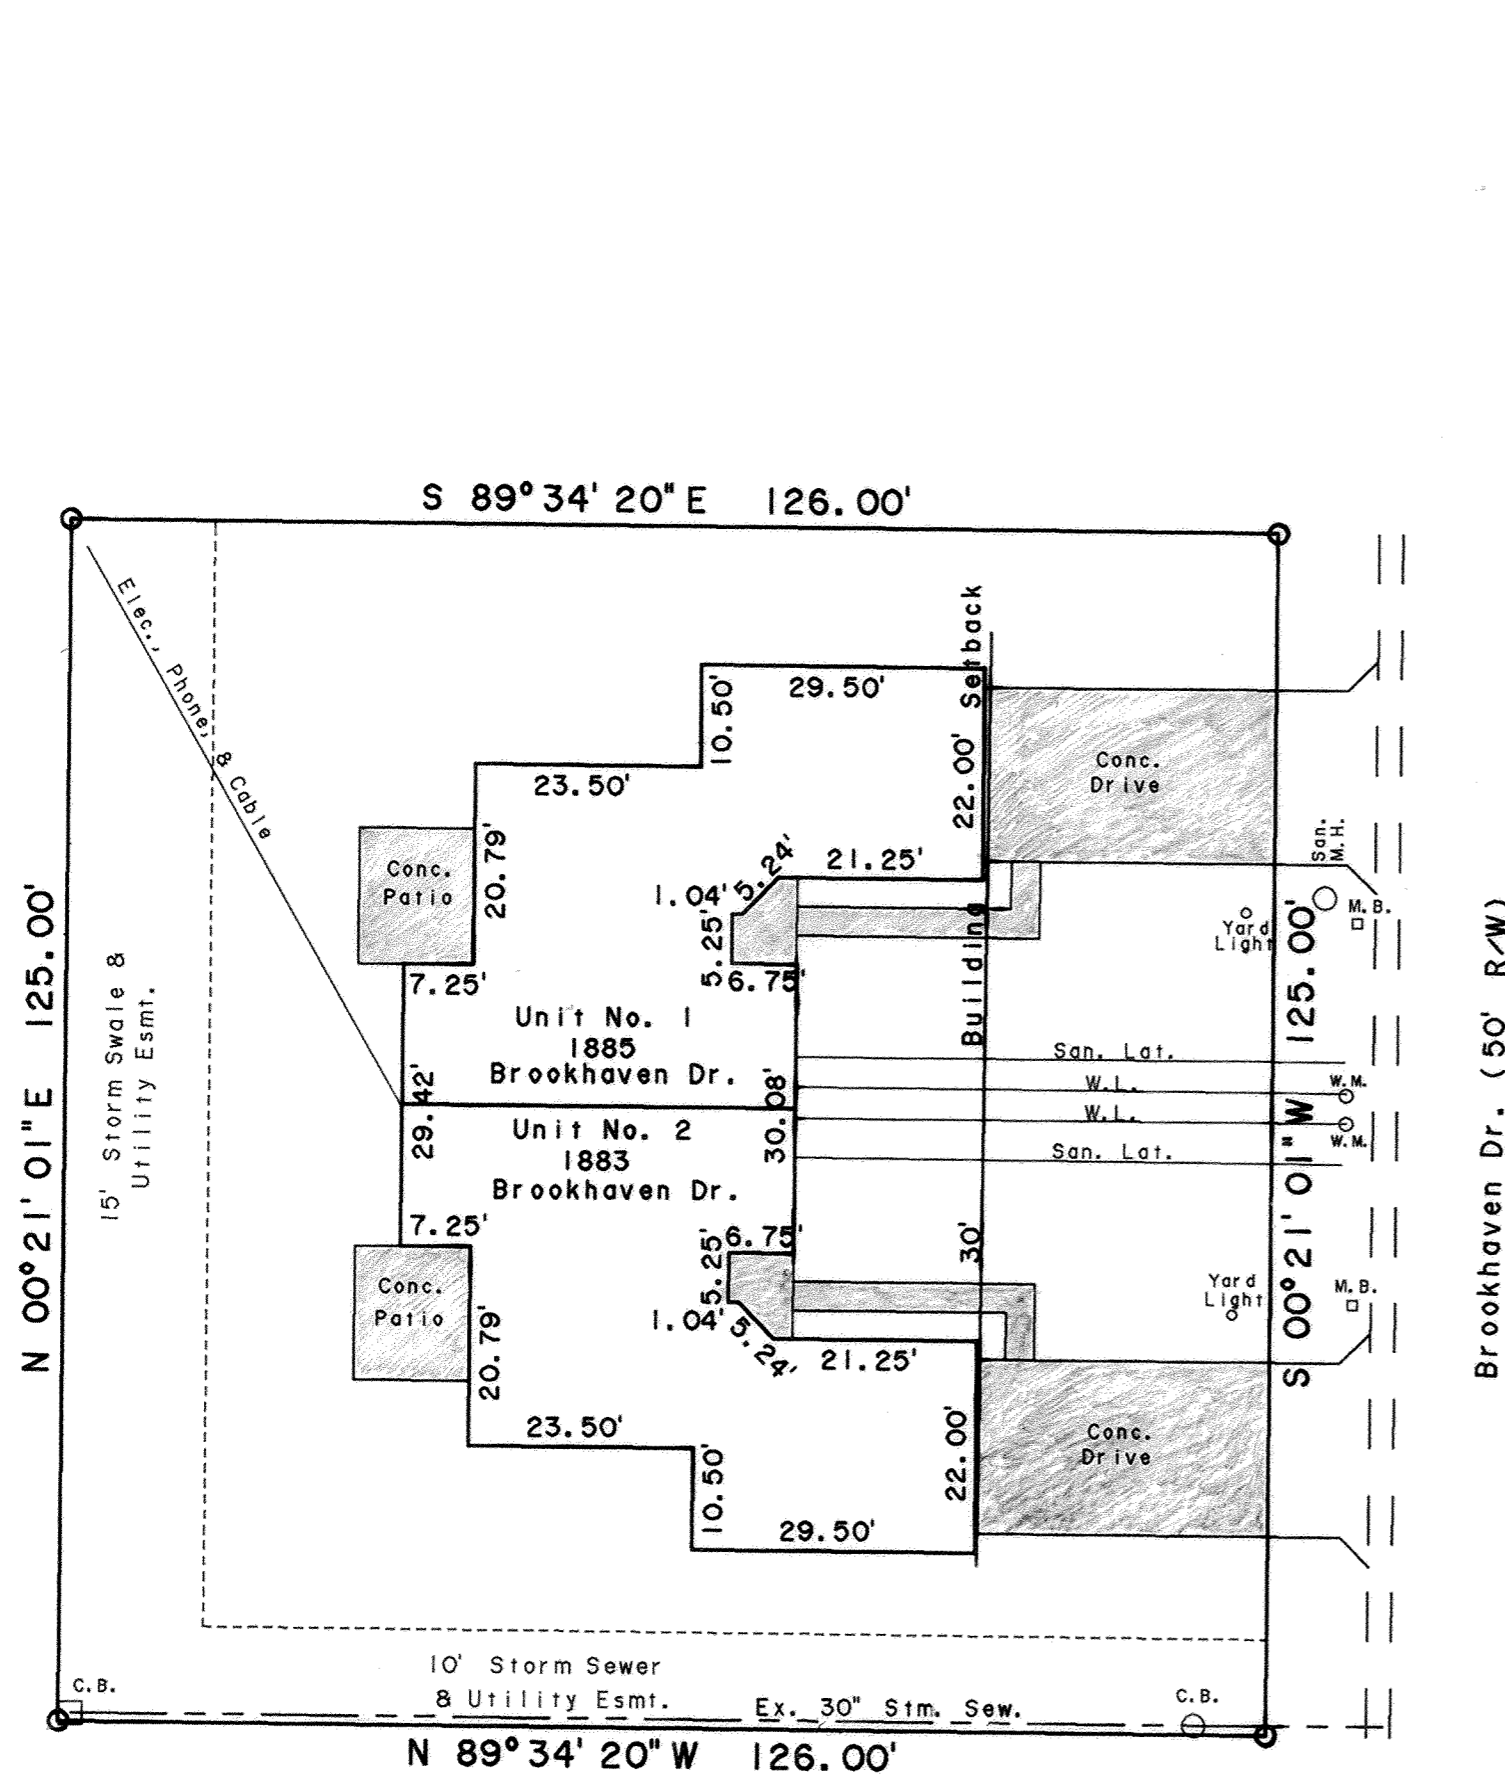 S 89°34' 20" E 126.00'
Elec., Phone, & Cable
Setback
29.50'
10.50'
23.50'
22.00'
Conc.
Drive
20.79'
Conc.
Patio
5.24'
21.25'
1.04'
5.25'
6.75'
7.25'
San.
M.H.
M.B.
Yard
Light
Building
N 00°21' 01" E 125.00'
15' Storm Swale &
Utility Esmt.
Unit No. 1
1885
Brookhaven Dr.
29.42'
30.08'
San. Lat.
W.L.
W.M.
W.L.
W.M.
San. Lat.
Unit No. 2
1883
Brookhaven Dr.
S 00°21' 01" W 125.00'
Brookhaven Dr. (50' R/W)
7.25'
6.75'
5.25'
30'
Yard
Light
M.B.
Conc.
Patio
1.04'
5.24'
21.25'
20.79'
23.50'
22.00'
Conc.
Drive
10.50'
29.50'
10' Storm Sewer
& Utility Esmt.
C.B.
Ex. 30" Stm. Sew.
C.B.
N 89°34' 20" W 126.00'